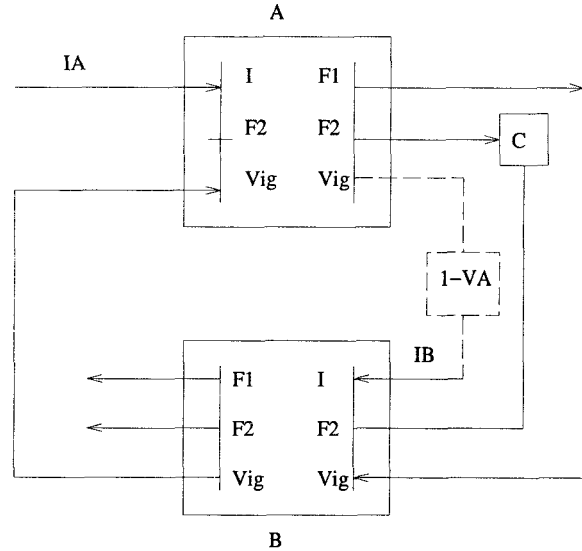 A
IA
I F1
F2 F2
C
Vig Vig
1-VA
IB
F1 I
F2 F2
Vig Vig
B